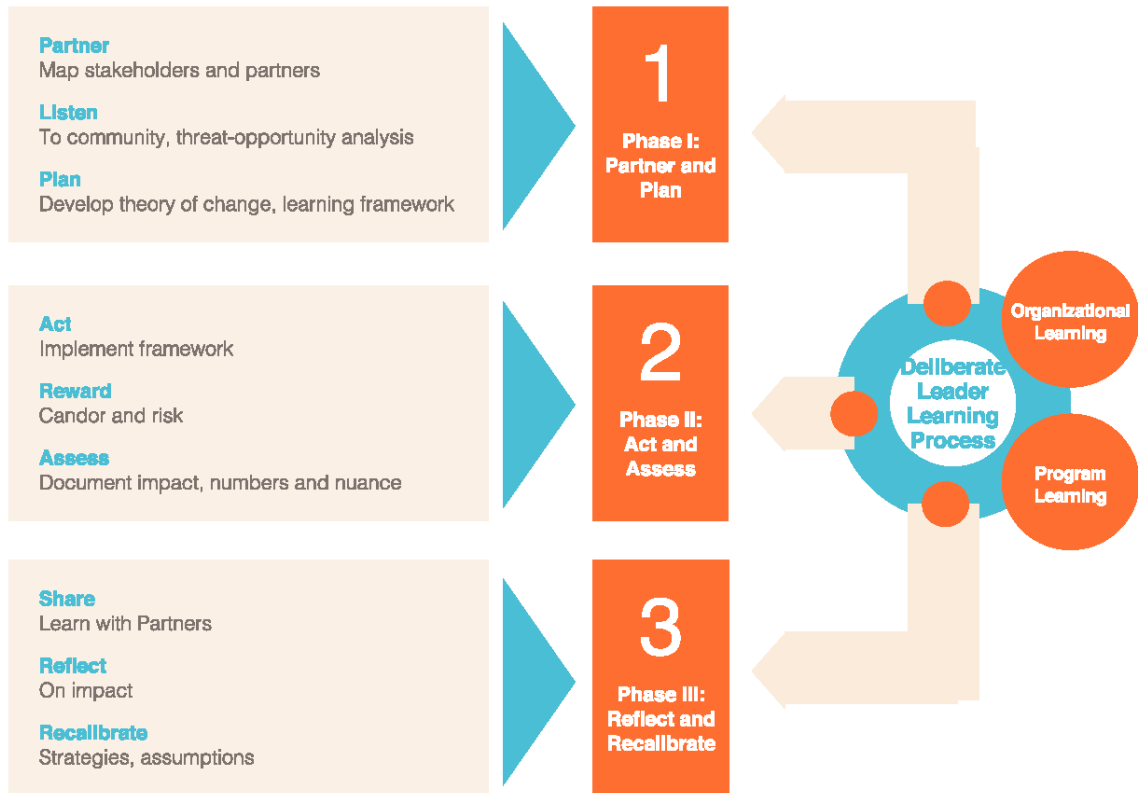 Partner
Map stakeholders and partners
Listen
To community, threat-opportunity analysis
Plan
Develop theory of change, learning framework
1
Phase I:
Partner and
Plan
Act
Implement framework
Reward
Candor and risk
Assess
Document impact, numbers and nuance
2
Phase II:
Act and
Assess
Share
Learn with Partners
Reflect
On impact
Recalibrate
Strategies, assumptions
3
Phase III:
Reflect and
Recalibrate
Deliberate
Leader
Learning
Process
Organizational
Learning
Program
Learning